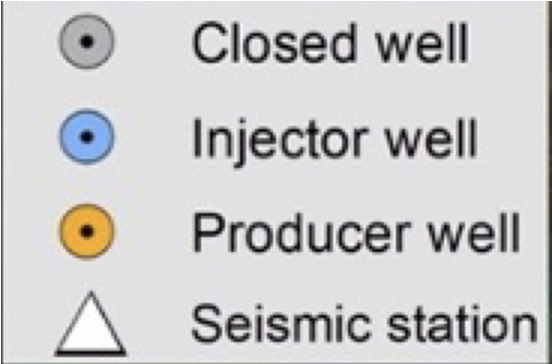 Closed well
Injector well
Producer well
Seismic station